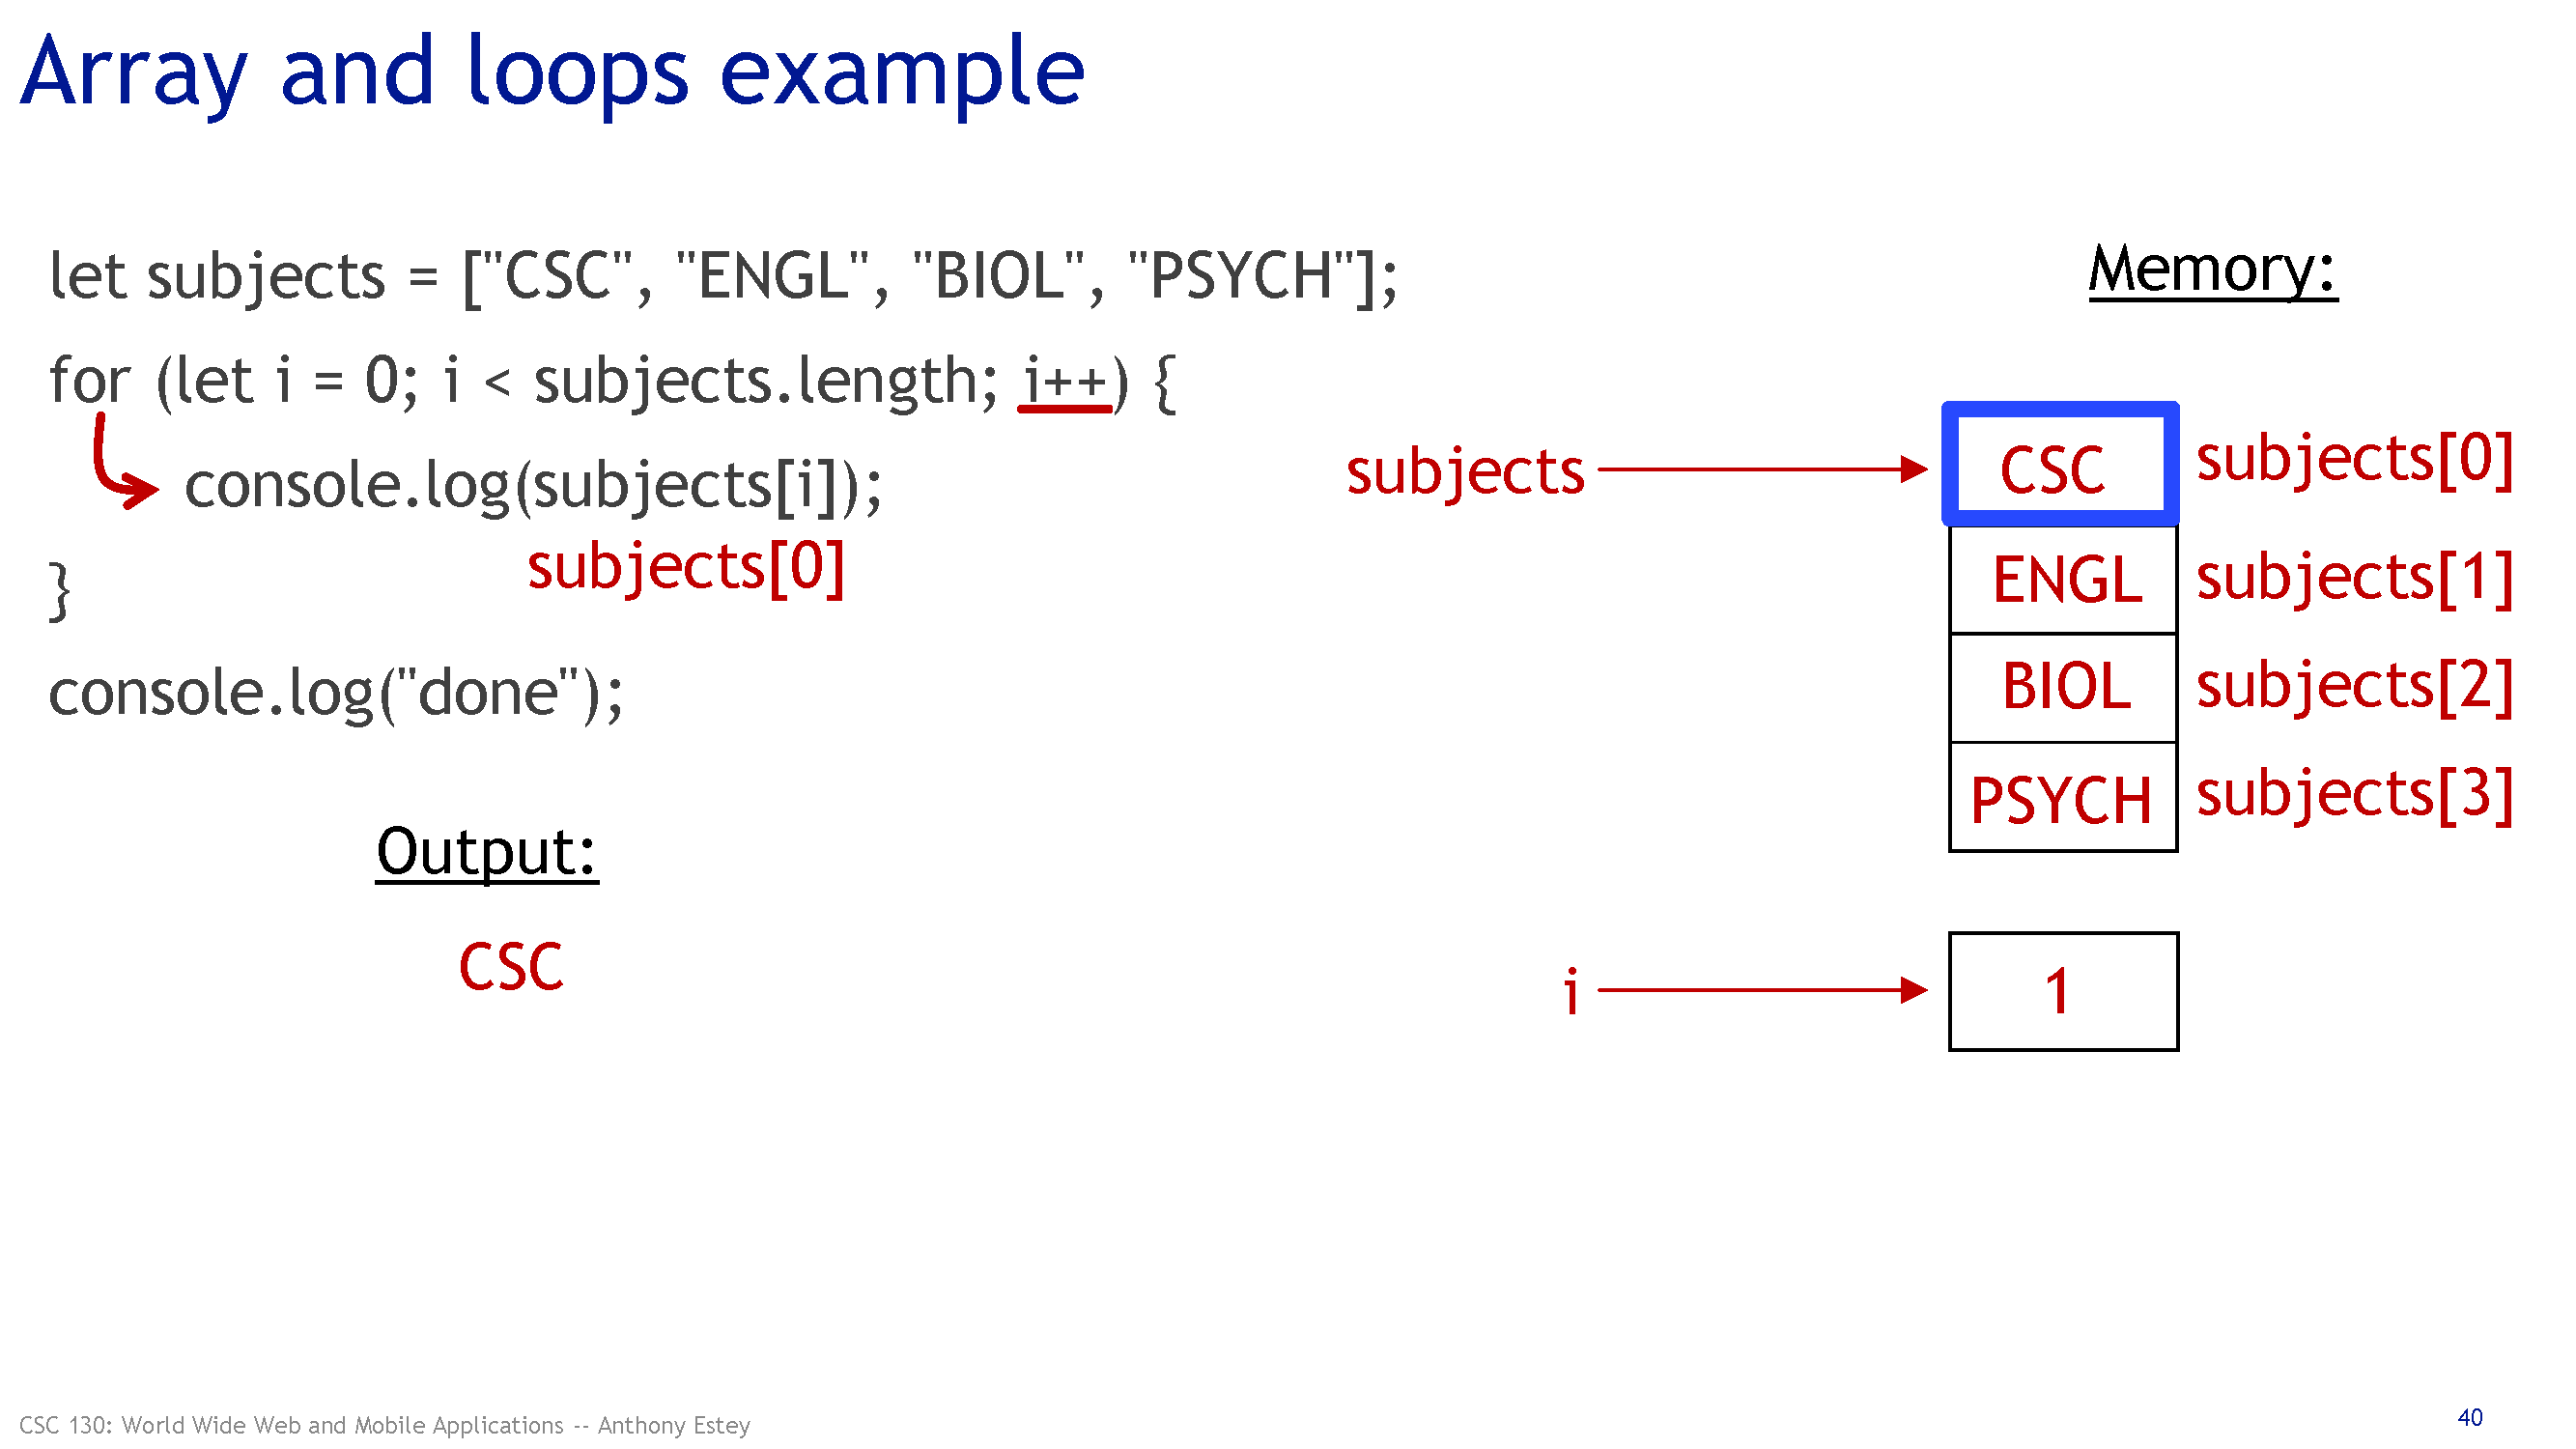 Array and loops example
let subjects = ["CSC", "ENGL", "BIOL", "PSYCH"];
for (let i = 0; i < subjects.length; i++) {
console.log(subjects[i]);
subjects[0]
}
console.log("done");
Output:
CSC
Memory:
subjects
CSC subjects[0]
ENGL subjects[1]
BIOL subjects[2]
PSYCH subjects[3]
i
1
CSC 130: World Wide Web and Mobile Applications -- Anthony Estey
40